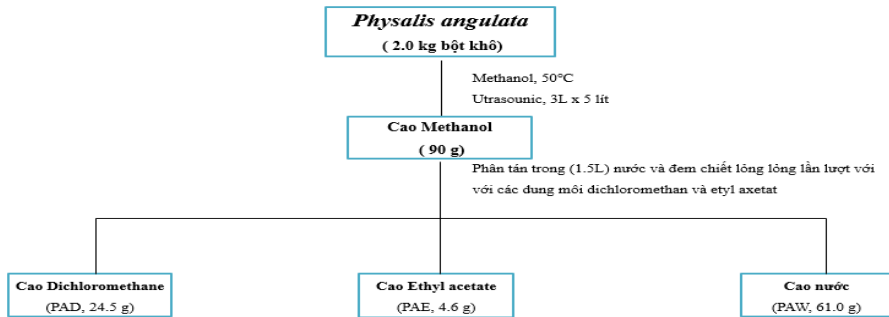 Physalis angulata
( 2.0 kg bột khô)
Methanol, 50°C
Utrasounic, 3L x 5 lít
Cao Methanol
( 90 g)
Phân tán trong (1.5L) nước và đem chiết lỏng lỏng lần lượt với
với các dung môi dichloromethan và etyl axetat
Cao Dichloromethane
(PAD, 24.5 g)
Cao Ethyl acetate
(PAE, 4.6 g)
Cao nước
(PAW, 61.0 g)